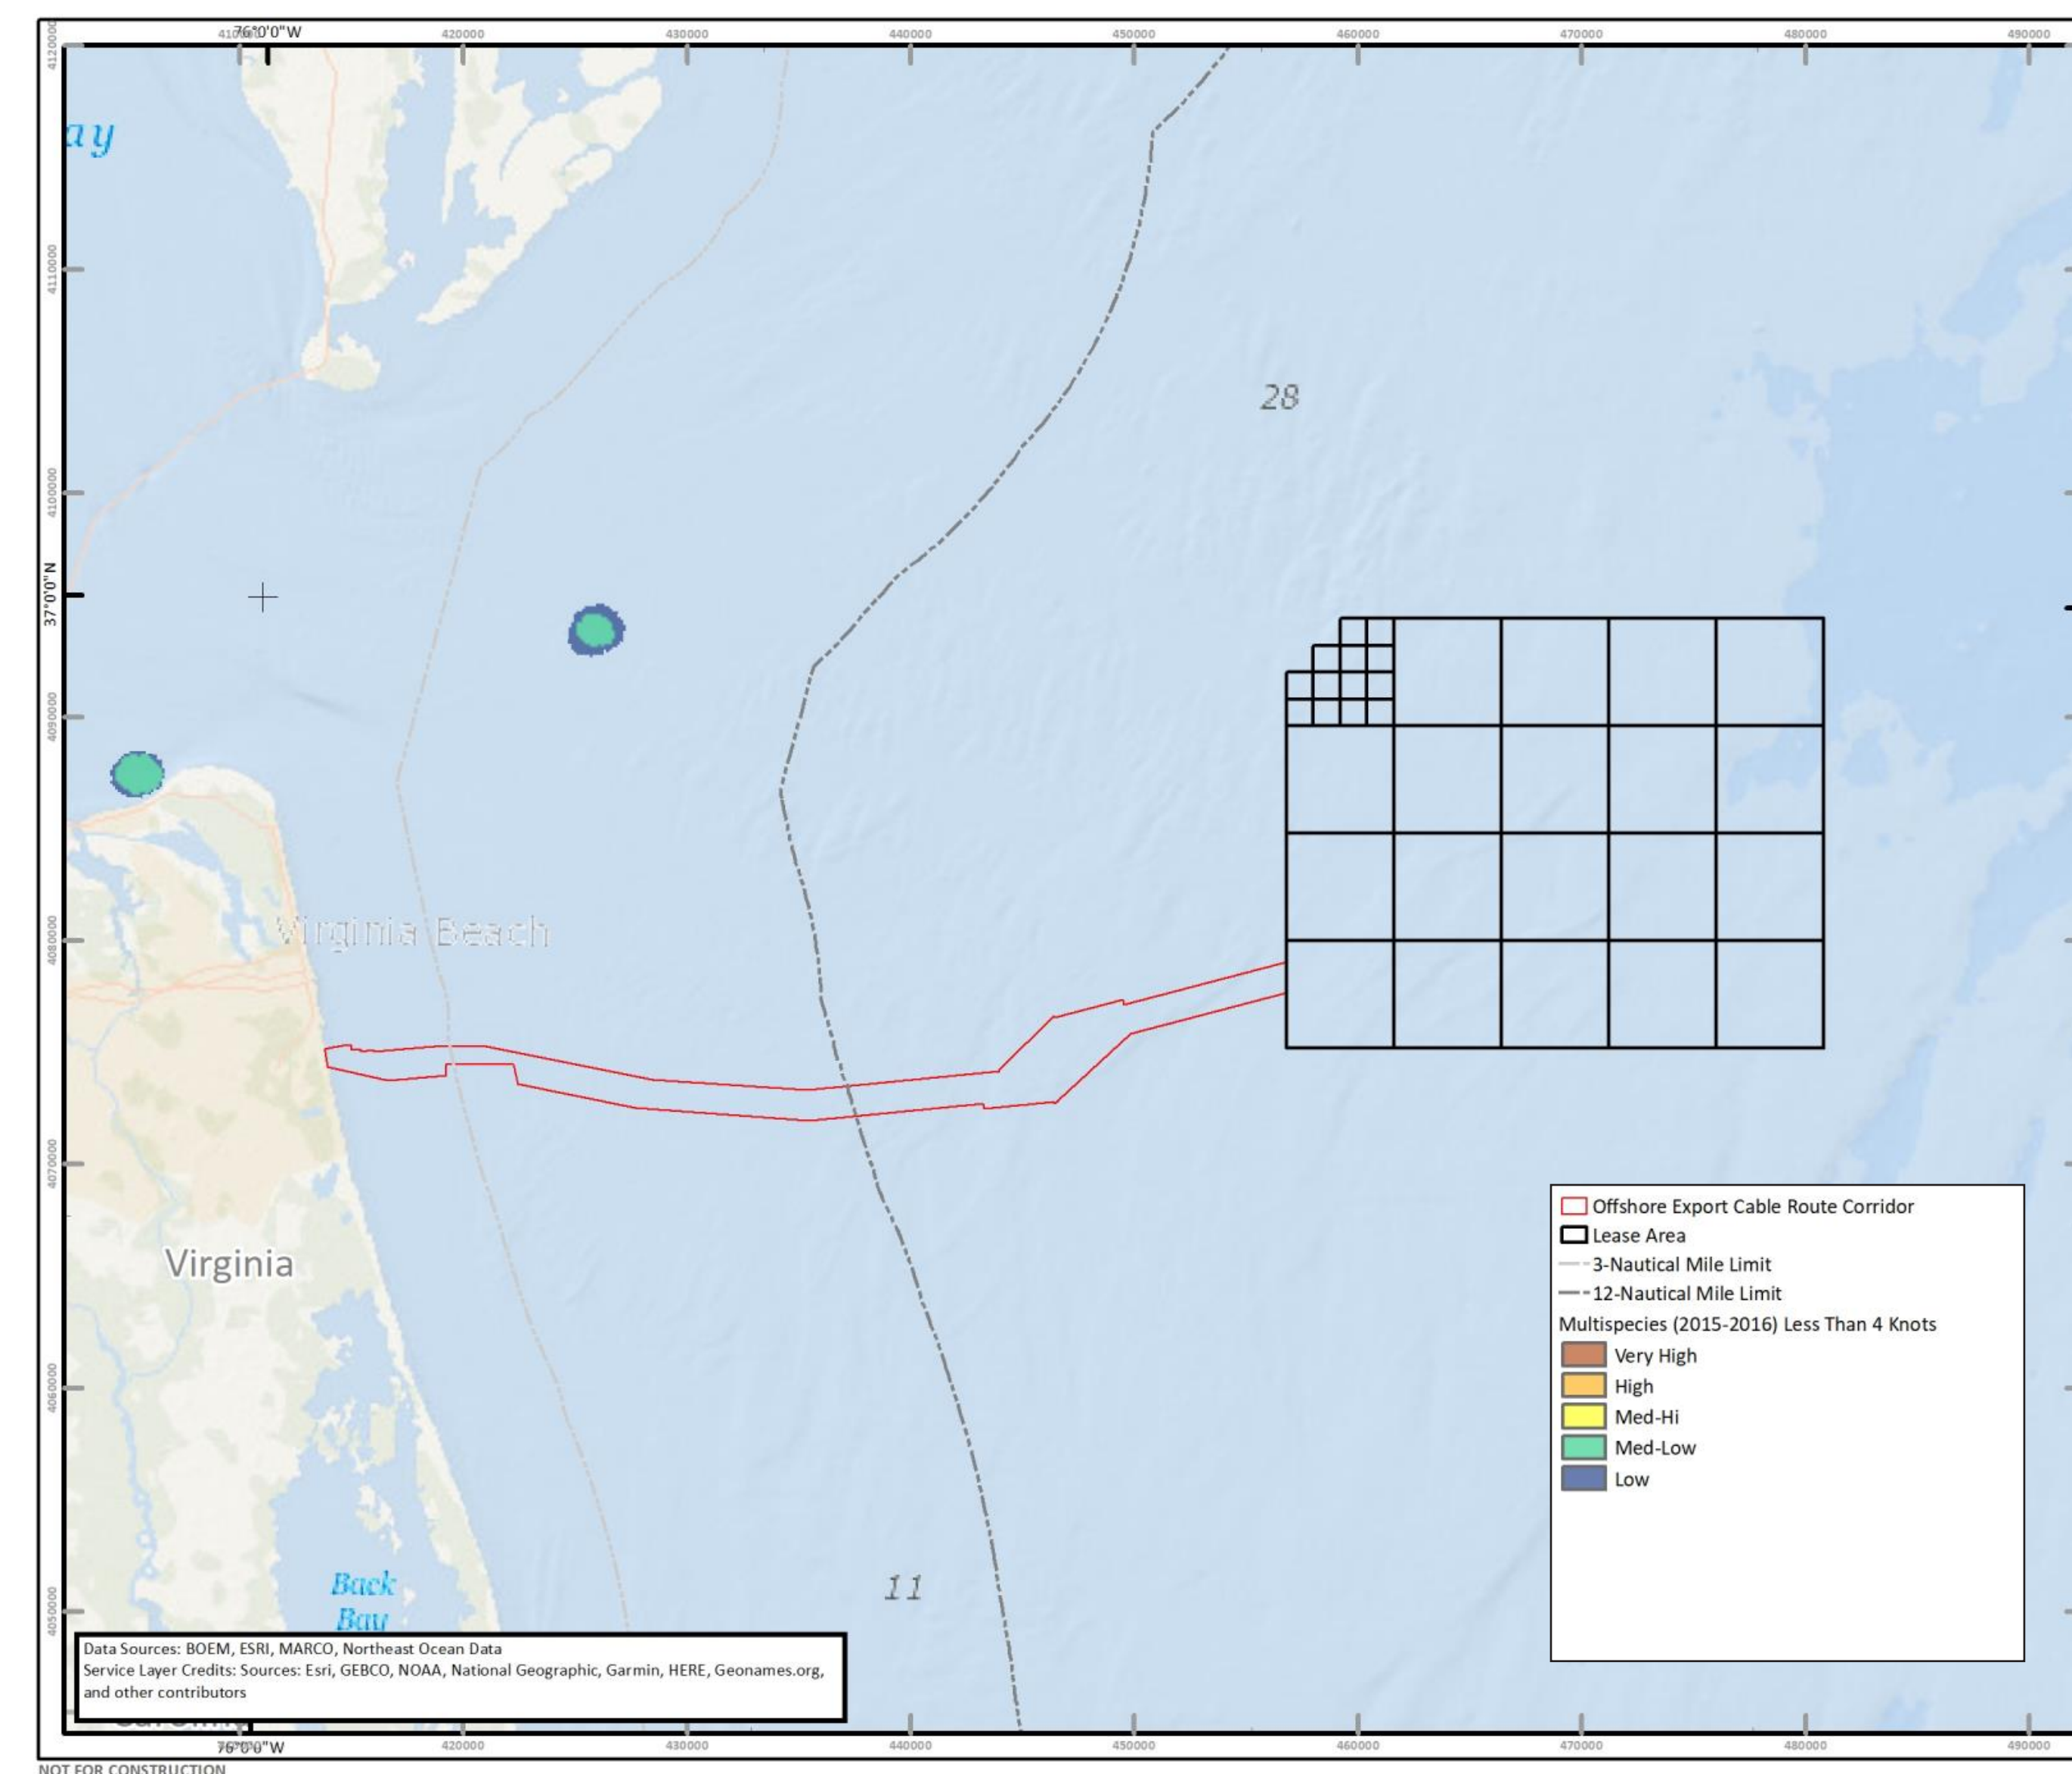 76°0'0"W
420000
430000
440000
450000
460000
470000
480000
490000
4120000
4110000
4100000
37°0'0"N
4090000
4080000
4070000
4060000
4050000
ay
28
Virginia Beach
Virginia
11
Back
Bay
Offshore Export Cable Route Corridor
Lease Area
3-Nautical Mile Limit
12-Nautical Mile Limit
Multispecies (2015-2016) Less Than 4 Knots
Very High
High
Med-Hi
Med-Low
Low
Data Sources: BOEM, ESRI, MARCO, Northeast Ocean Data
Service Layer Credits: Sources: Esri, GEBCO, NOAA, National Geographic, Garmin, HERE, Geonames.org,
and other contributors
76°0'0"W
420000
430000
440000
450000
460000
470000
480000
490000
NOT FOR CONSTRUCTION